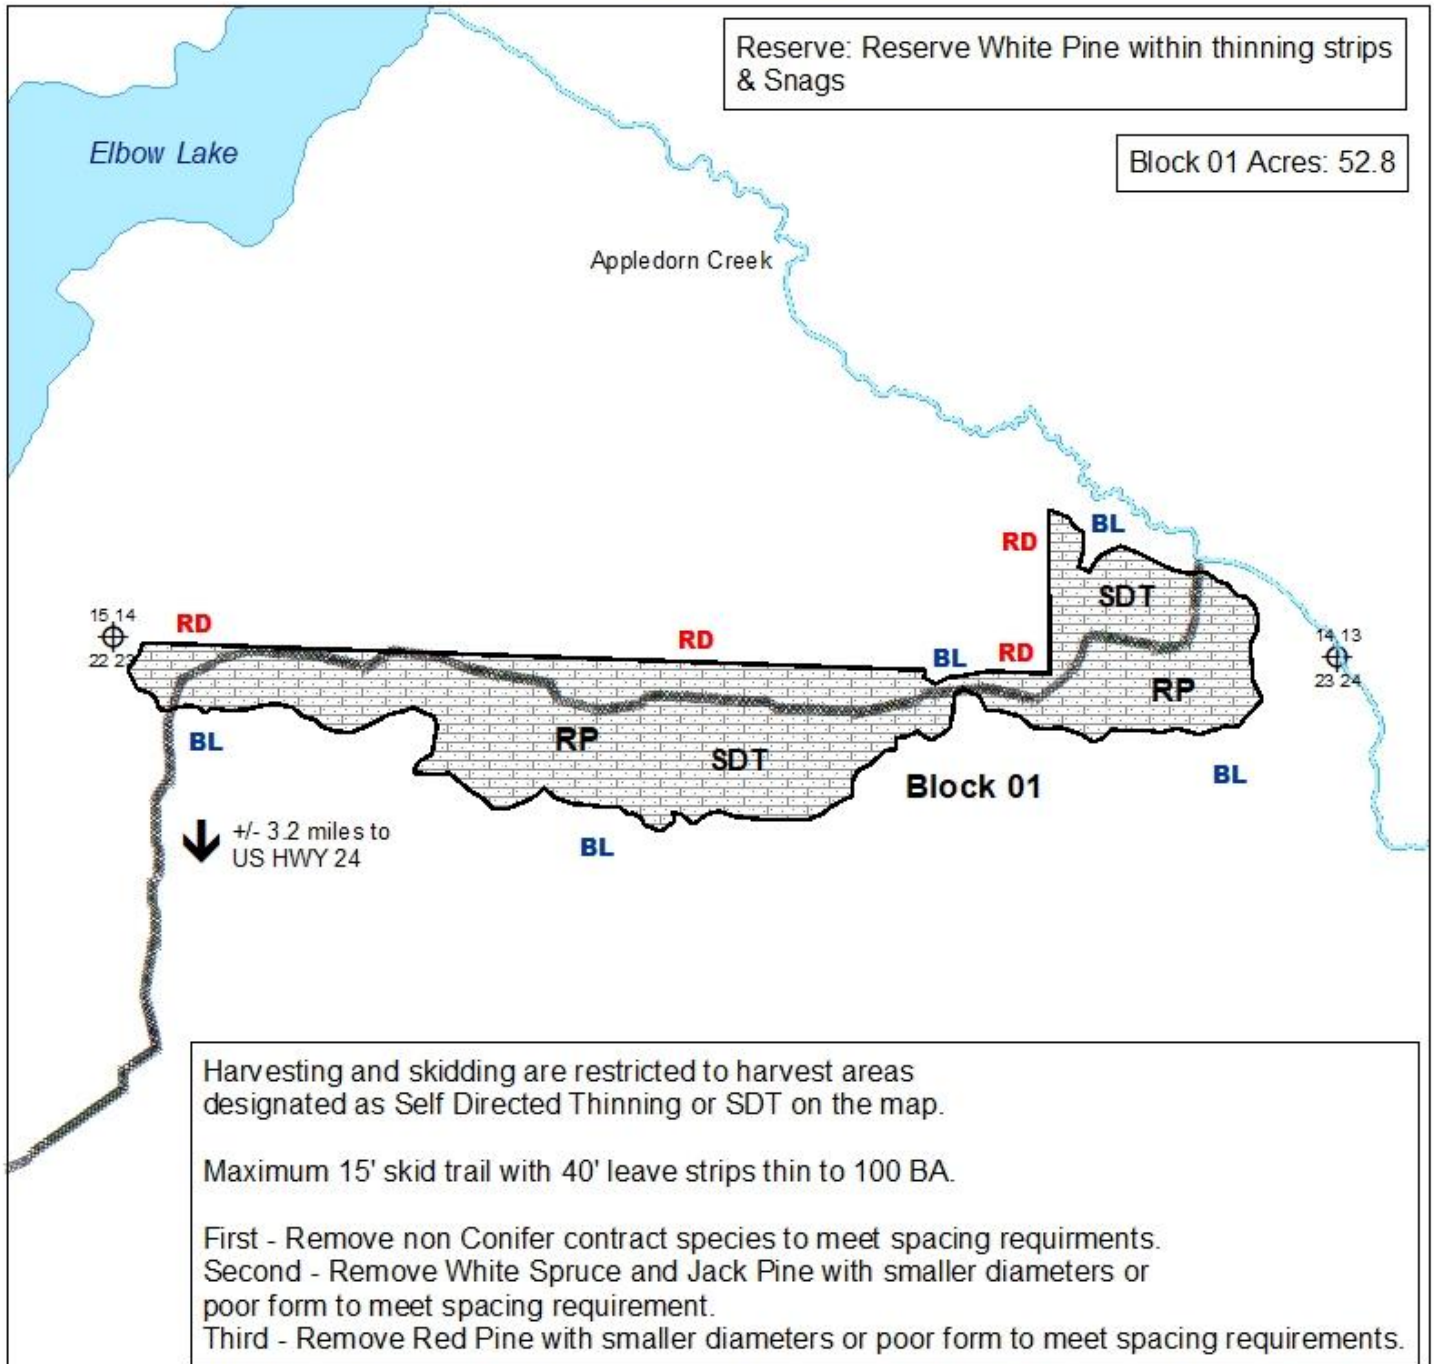 Reserve: Reserve White Pine within thinning strips
& Snags
Block 01 Acres: 52.8
Elbow Lake
Appledorn Creek
BL
RD
SDT
15 14
22 23
RD
RD
BL
RD
14 13
23 24
RP
BL
RP
SDT
Block 01
BL
+/- 3.2 miles to
US HWY 24
BL
Harvesting and skidding are restricted to harvest areas
designated as Self Directed Thinning or SDT on the map.
Maximum 15' skid trail with 40' leave strips thin to 100 BA.
First - Remove non Conifer contract species to meet spacing requirments.
Second - Remove White Spruce and Jack Pine with smaller diameters or
poor form to meet spacing requirement.
Third - Remove Red Pine with smaller diameters or poor form to meet spacing requirements.